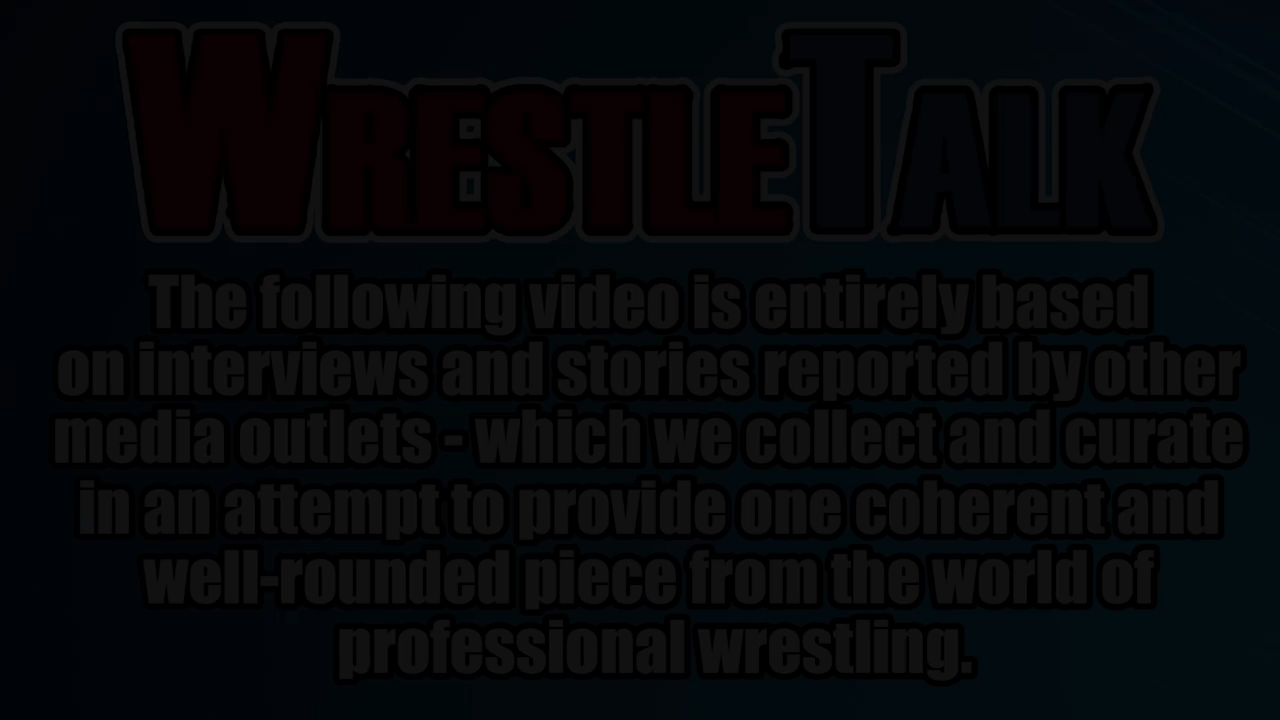 WRESTLETALK
The following video is entirely based
on interviews and stories reported by other
media outlets - which we collect and curate
in an attempt to provide one coherent and
well-rounded piece from the world of
professional wrestling.